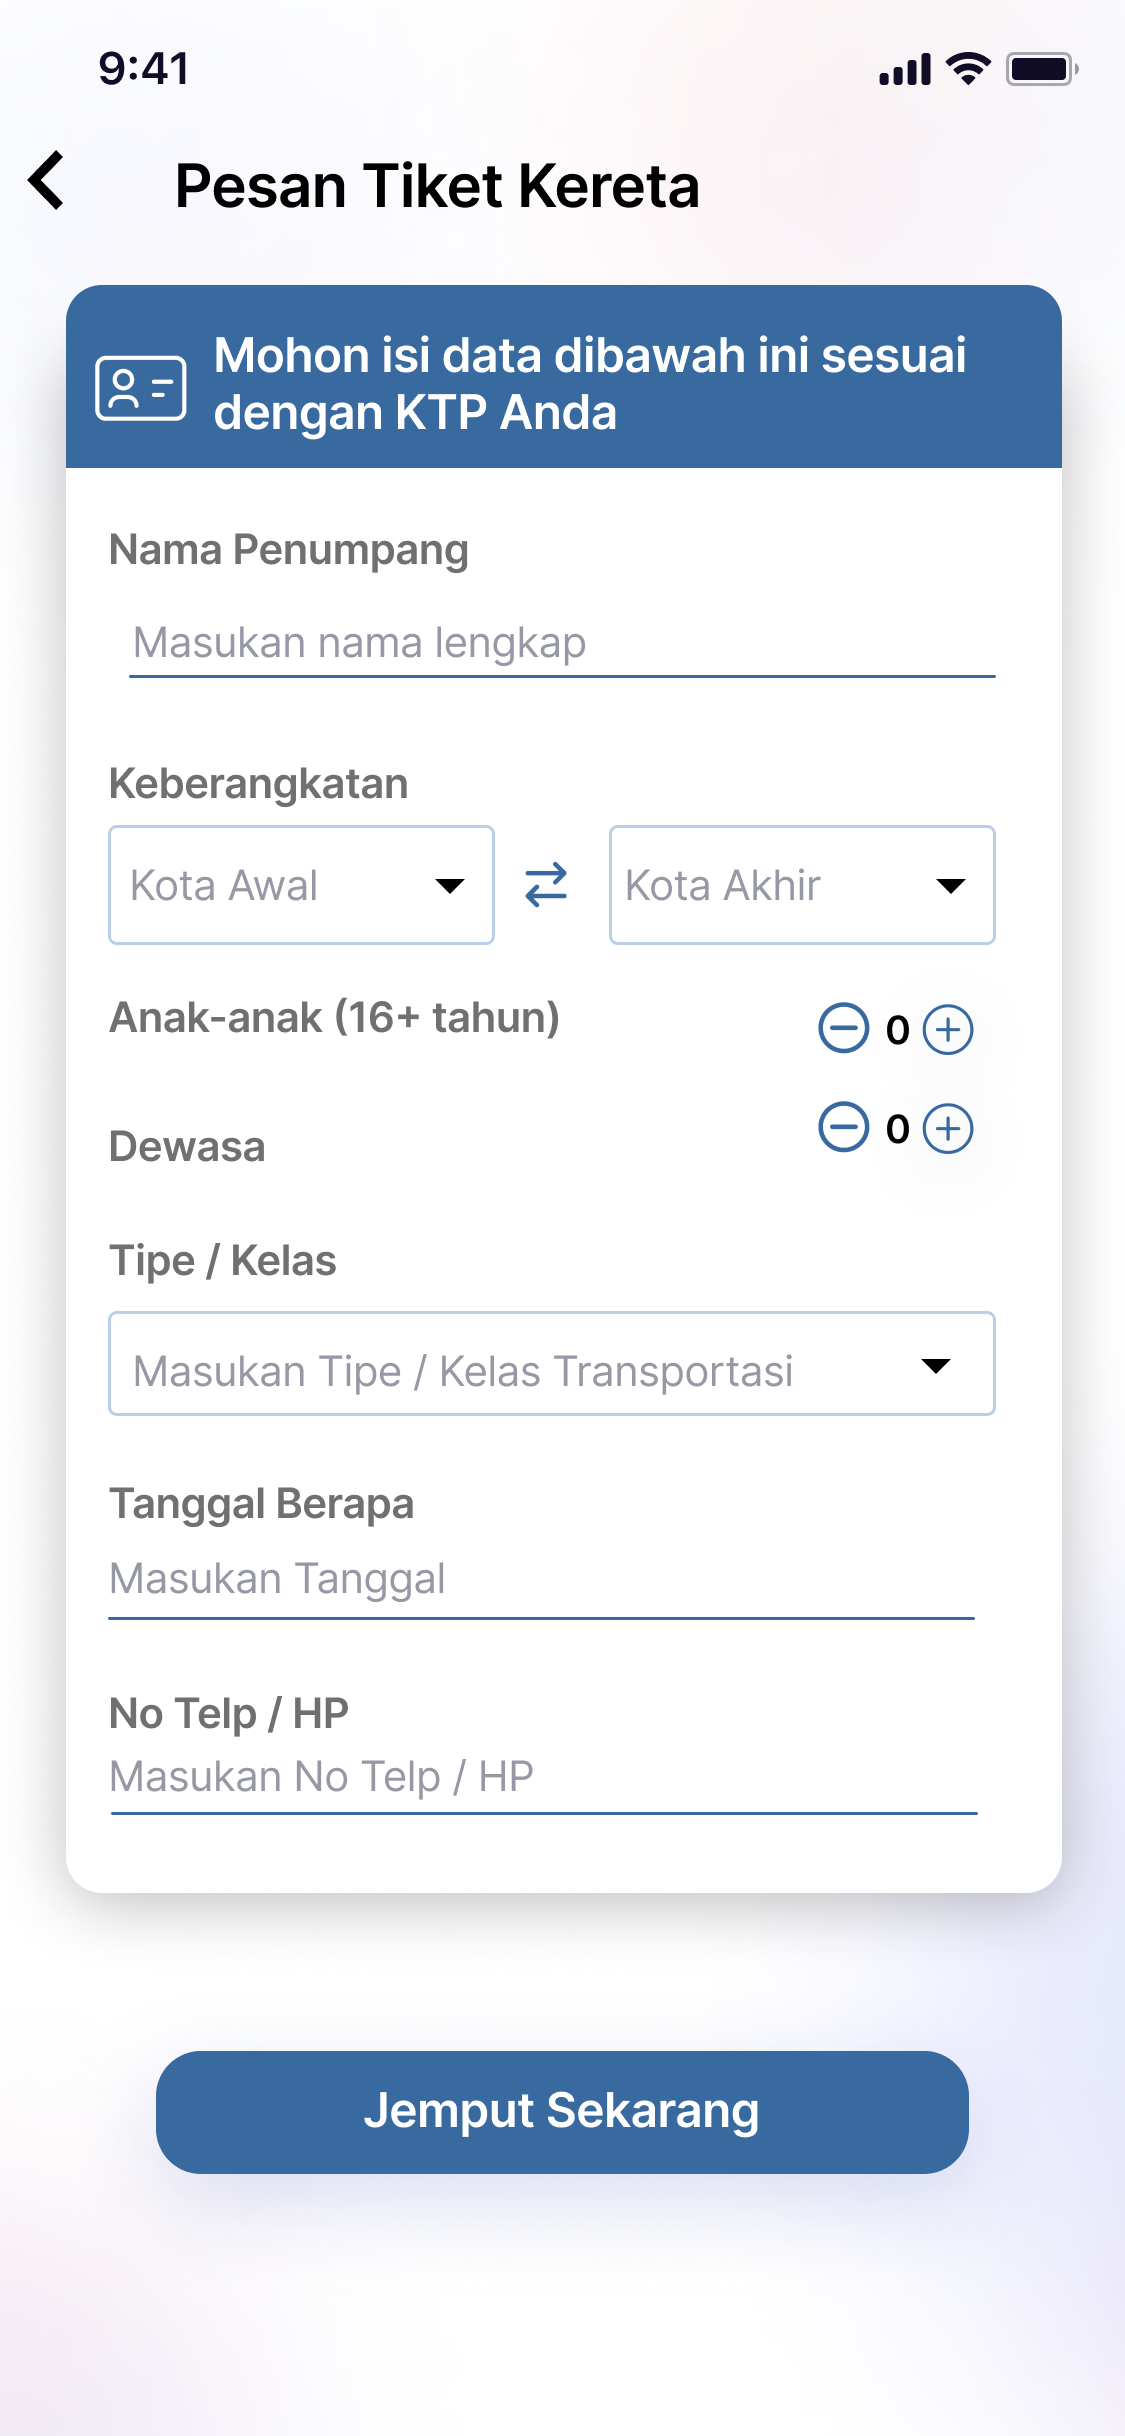 9:41
Pesan Tiket Kereta
Mohon isi data dibawah ini sesuai
dengan KTP Anda
Nama Penumpang
Masukan nama lengkap
Keberangkatan
Kota Awal
Kota Akhir
Anak-anak (16+ tahun)
0
Dewasa
0
Tipe / Kelas
Masukan Tipe / Kelas Transportasi
Tanggal Berapa
Masukan Tanggal
No Telp / HP
Masukan No Telp / HP
Jemput Sekarang